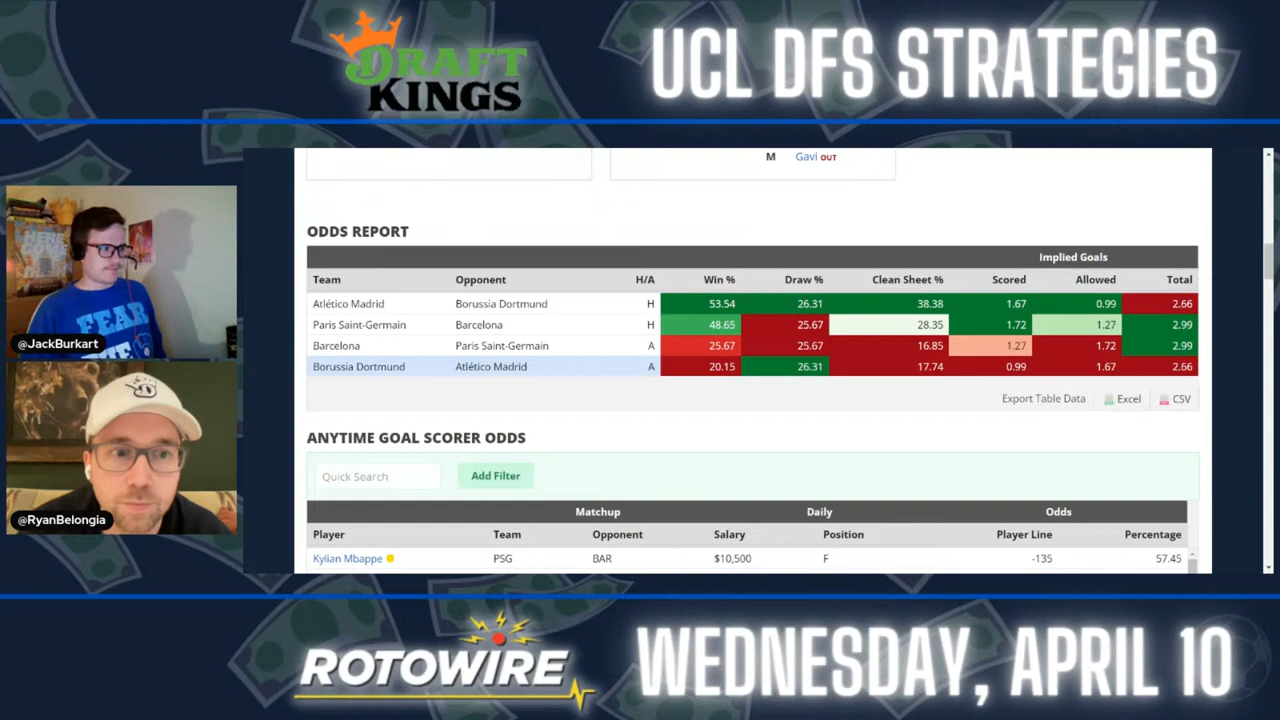 DRAFT
KINGS
UCL DFS STRATEGIES
M Gavi OUT
ODDS REPORT
Implied Goals
Team Opponent H/A Win % Draw % Clean Sheet % Scored Allowed Total
Atlético Madrid Borussia Dortmund H 53.54 26.31 38.38 1.67 0.99 2.66
Paris Saint-Germain Barcelona H 48.65 25.67 28.35 1.72 1.27 2.99
Barcelona Paris Saint-Germain A 25.67 25.67 16.85 1.27 1.72 2.99
Borussia Dortmund Atlético Madrid A 20.15 26.31 17.74 0.99 1.67 2.66
Export Table Data Excel CSV
ANYTIME GOAL SCORER ODDS
Quick Search Add Filter
Matchup Daily Odds
Player Team Opponent Salary Position Player Line Percentage
Kylian Mbappe PSG BAR $10,500 F -135 57.45
FEAR
@JackBurkart
@RyanBelongia
ROTOWIRE
WEDNESDAY, APRIL 10